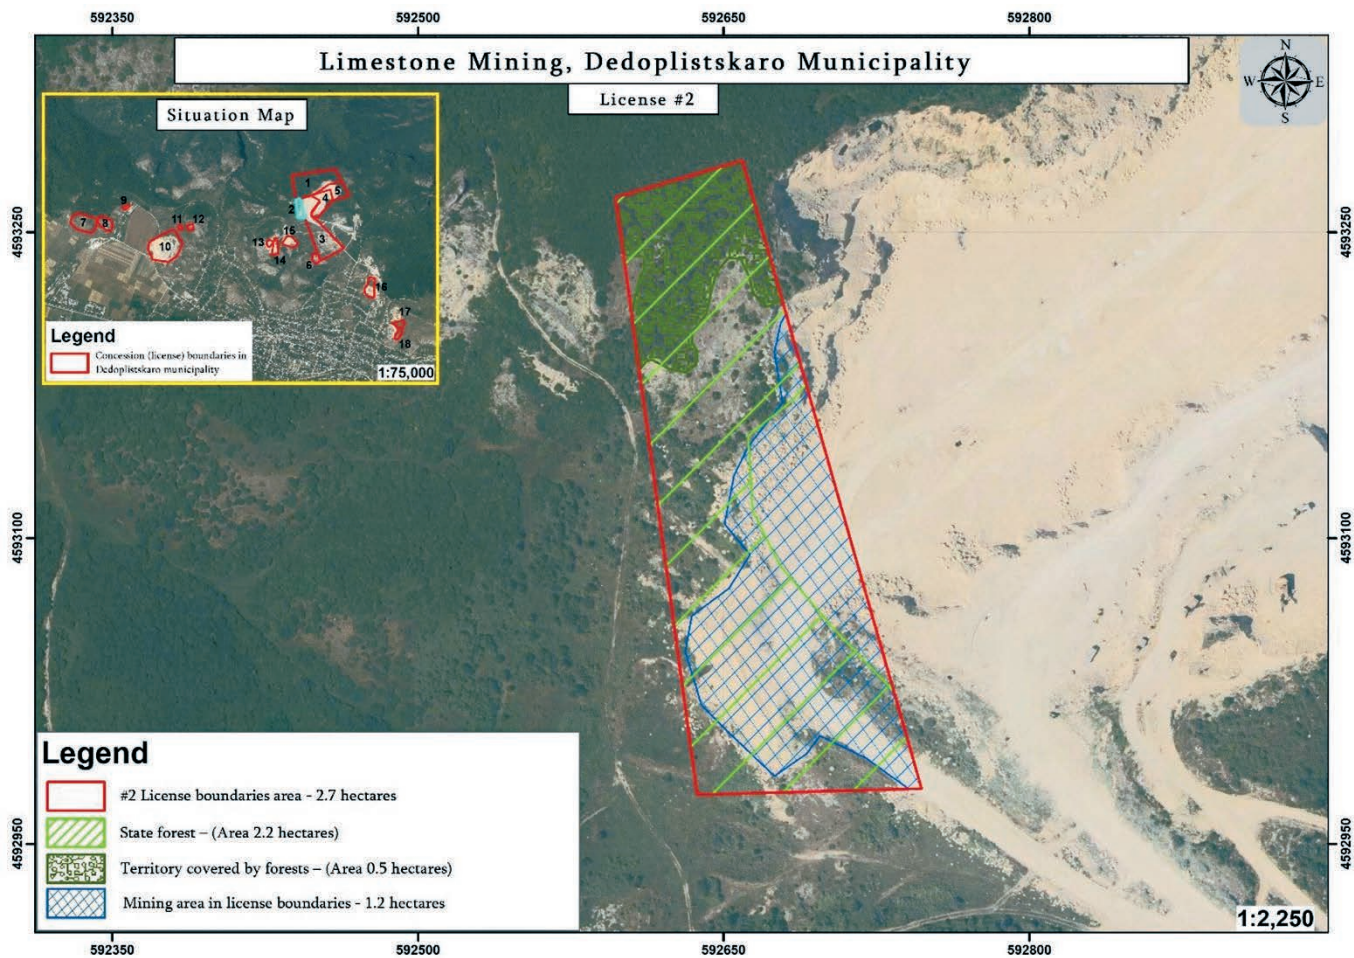 592350 592500 592650 592800
Limestone Mining, Dedoplistskaro Municipality
License #2
N
W E
S
Situation Map
1
5
4
2
9
7
8
11
12
10
3
15
13
14
6
16
17
18
Legend
Concession (license) boundaries in
Dedoplistskaro municipality
1:75,000
4593250
4593250
4593100
4593100
4592950
4592950
Legend
#2 License boundaries area - 2.7 hectares
State forest – (Area 2.2 hectares)
Territory covered by forests – (Area 0.5 hectares)
Mining area in license boundaries - 1.2 hectares
1:2,250
592350 592500 592650 592800